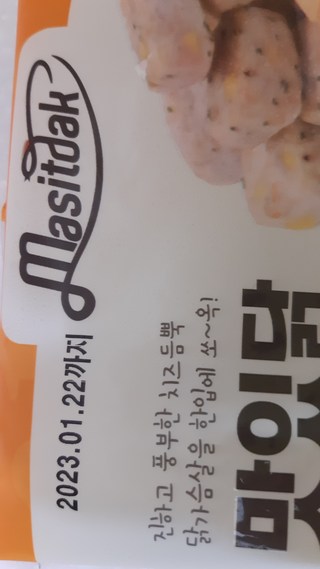 Masitdak
2023.01.22까지
진하고 풍부한 치즈듬뿍
닭가슴살을 한입에 쏘~옥!
맛있닭